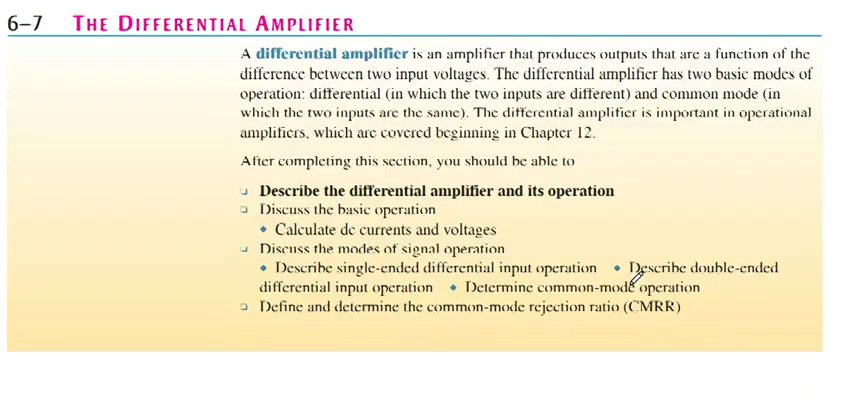 6–7 THE DIFFERENTIAL AMPLIFIER
A differential amplifier is an amplifier that produces outputs that are a function of the
difference between two input voltages. The differential amplifier has two basic modes of
operation: differential (in which the two inputs are different) and common mode (in
which the two inputs are the same). The differential amplifier is important in operational
amplifiers, which are covered beginning in Chapter 12.
After completing this section, you should be able to
❏ Describe the differential amplifier and its operation
❏ Discuss the basic operation
◆ Calculate dc currents and voltages
❏ Discuss the modes of signal operation
◆ Describe single-ended differential input operation ◆ Describe double-ended
differential input operation ◆ Determine common-mode operation
❏ Define and determine the common-mode rejection ratio (CMRR)